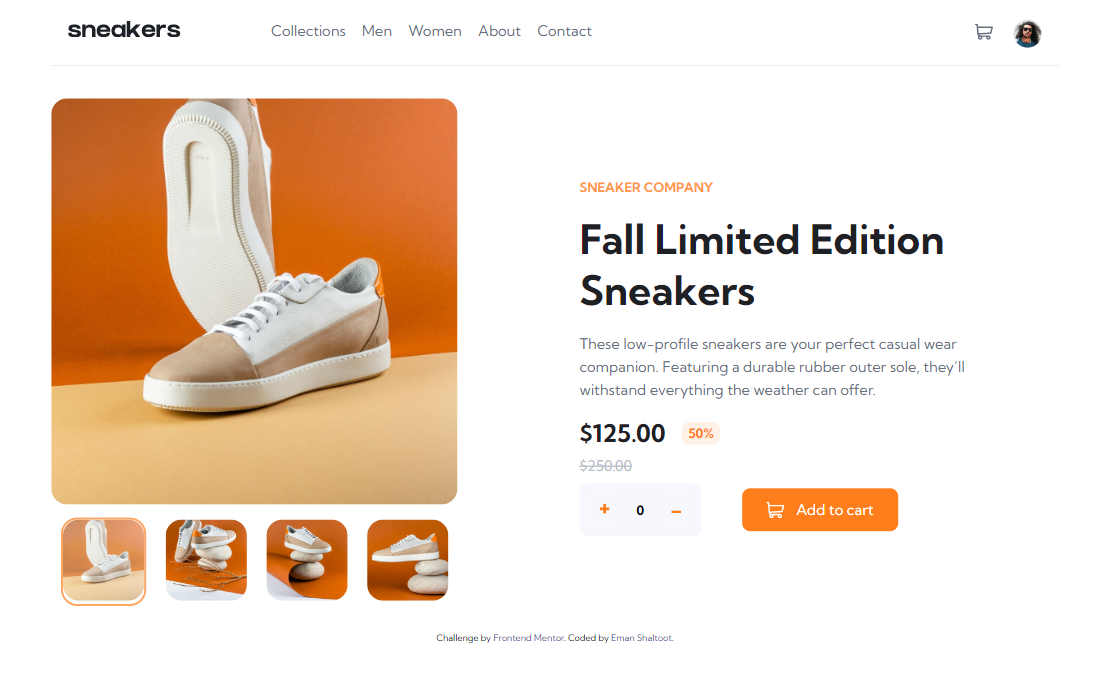 sneakers
Collections Men Women About Contact
SNEAKER COMPANY
Fall Limited Edition
Sneakers
These low-profile sneakers are your perfect casual wear
companion. Featuring a durable rubber outer sole, they'll
withstand everything the weather can offer.
$125.00 50%
$250.00
+ 0 −
Add to cart
Challenge by Frontend Mentor. Coded by Eman Shaltoot.